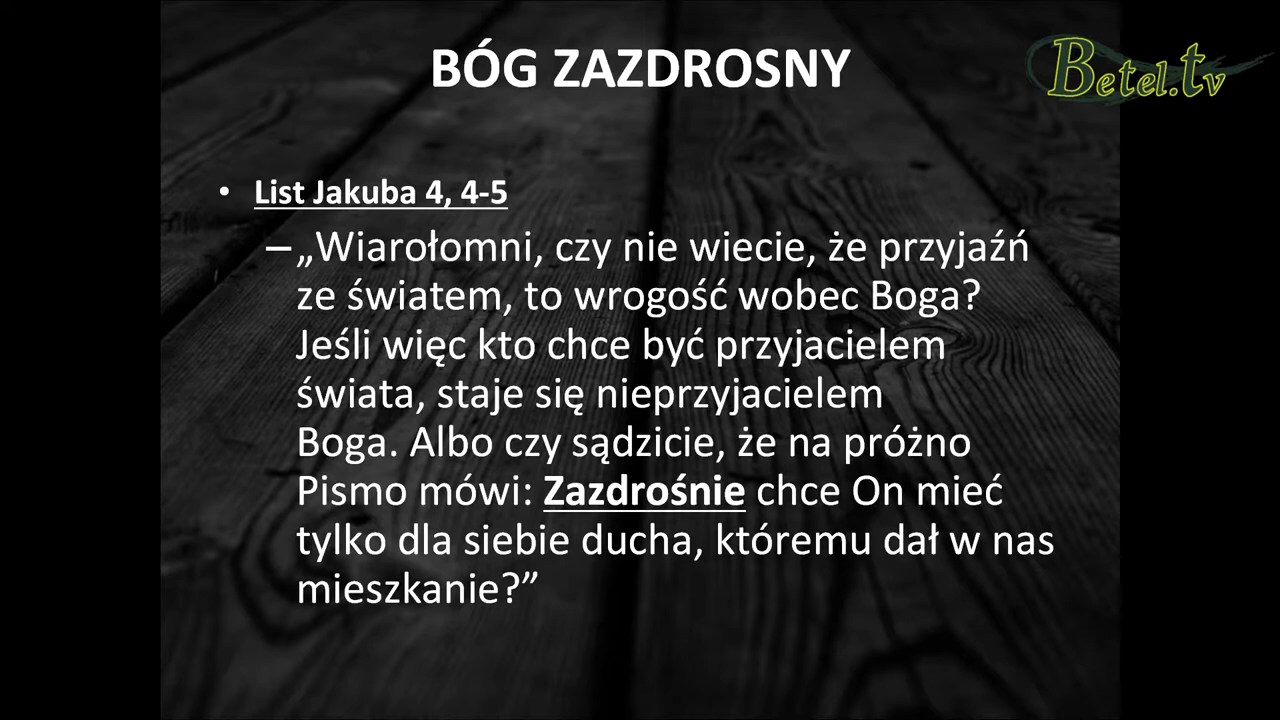 BÓG ZAZDROSNY
Betel.tv
• List Jakuba 4, 4-5
– „Wiarołomni, czy nie wiecie, że przyjaźń
ze światem, to wrogość wobec Boga?
Jeśli więc kto chce być przyjacielem
świata, staje się nieprzyjacielem
Boga. Albo czy sądzicie, że na próżno
Pismo mówi: Zazdrośnie chce On mieć
tylko dla siebie ducha, któremu dał w nas
mieszkanie?”